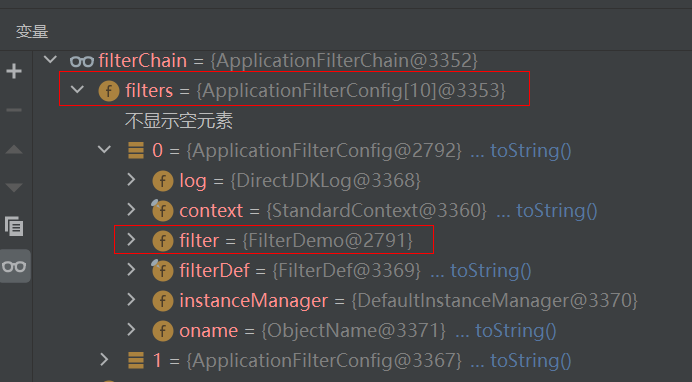 变量
filterChain = {ApplicationFilterChain@3352}
filters = {ApplicationFilterConfig[10]@3353}
不显示空元素
0 = {ApplicationFilterConfig@2792} ... toString()
log = {DirectJDKLog@3368}
context = {StandardContext@3360} ... toString()
filter = {FilterDemo@2791}
filterDef = {FilterDef@3369} ... toString()
instanceManager = {DefaultInstanceManager@3370}
oname = {ObjectName@3371} ... toString()
1 = {ApplicationFilterConfig@3367} ... toString()